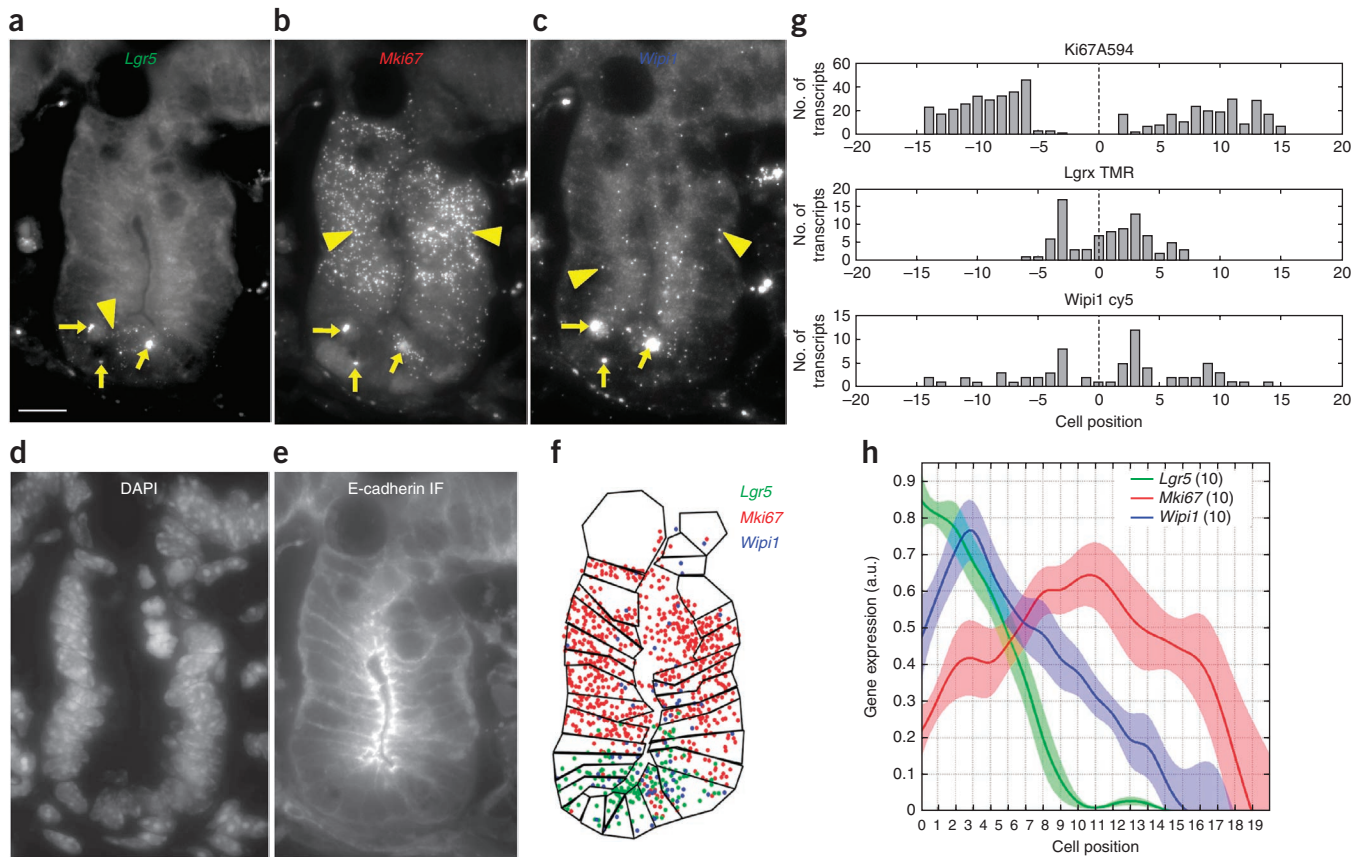 a
Lgr5
b
Mki67
c
Wipi1
d
DAPI
e
E-cadherin IF
f
Lgr5
Mki67
Wipi1
g
Ki67A594
No. of
transcripts
60
40
20
0
−20 −15 −10 −5 0 5 10 15 20
Lgrx TMR
No. of
transcripts
20
15
10
5
0
−20 −15 −10 −5 0 5 10 15 20
Wipi1 cy5
No. of
transcripts
15
10
5
0
−20 −15 −10 −5 0 5 10 15 20
Cell position
h
Lgr5 (10)
Mki67 (10)
Wipi1 (10)
Gene expression (a.u.)
0.9
0.8
0.7
0.6
0.5
0.4
0.3
0.2
0.1
0
0 1 2 3 4 5 6 7 8 9 10 11 12 13 14 15 16 17 18 19
Cell position